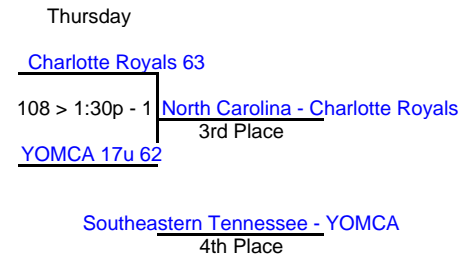 Thursday
Charlotte Royals 63
108 > 1:30p - 1
North Carolina - Charlotte Royals
3rd Place
YOMCA 17u 62
Southeastern Tennessee - YOMCA
4th Place